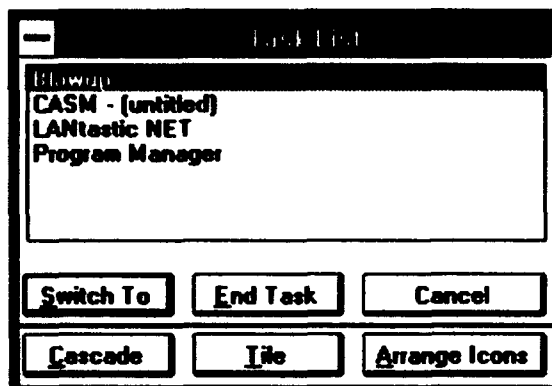 Task List
Blowup
CASM - (untitled)
LANtastic NET
Program Manager
Switch To End Task Cancel
Cascade Tile Arrange Icons